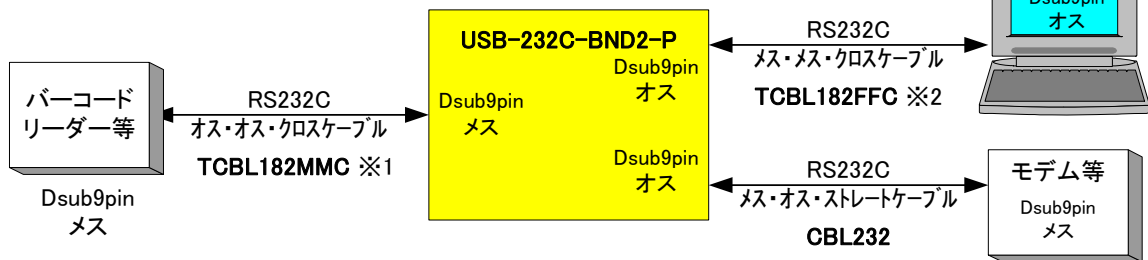 Dsub9pin
オス
USB-232C-BND2-P
Dsub9pin
オス
Dsub9pin
メス
Dsub9pin
オス
バーコード
リーダー等
Dsub9pin
メス
RS232C
オス・オス・クロスケーブル
TCBL182MMC ※1
RS232C
メス・メス・クロスケーブル
TCBL182FFC ※2
RS232C
メス・オス・ストレートケーブル
CBL232
モデム等
Dsub9pin
メス